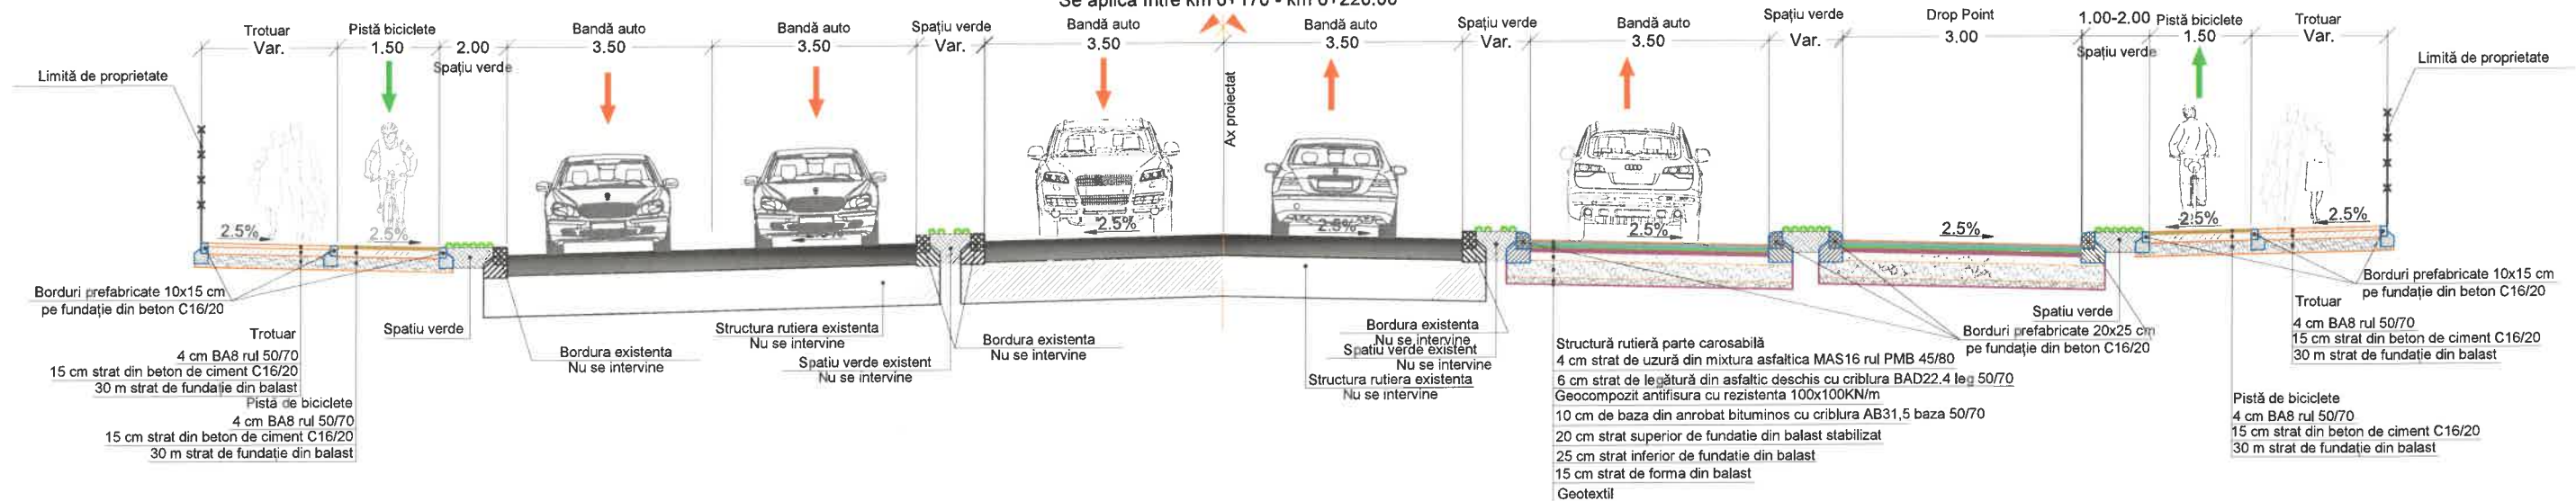 Se aplică între km 0+170 - km 0+220.00
Trotuar
Var.
Pistă biciclete
1.50
2.00
Spațiu verde
Bandă auto
3.50
Bandă auto
3.50
Spațiu verde
Var.
Bandă auto
3.50
Bandă auto
3.50
Spațiu verde
Var.
Bandă auto
3.50
Spațiu verde
Var.
Drop Point
3.00
1.00-2.00
Spațiu verde
Pistă biciclete
1.50
Trotuar
Var.
Limită de proprietate
Ax proiectat
Limită de proprietate
2.5%
2.5%
2.5%
2.5%
2.5%
2.5%
2.5%
2.5%
Borduri prefabricate 10x15 cm
pe fundație din beton C16/20
Trotuar
4 cm BA8 rul 50/70
15 cm strat din beton de ciment C16/20
30 m strat de fundație din balast
Pistă de biciclete
4 cm BA8 rul 50/70
15 cm strat din beton de ciment C16/20
30 m strat de fundație din balast
Spatiu verde
Bordura existenta
Nu se intervine
Structura rutiera existenta
Nu se intervine
Spatiu verde existent
Nu se intervine
Bordura existenta
Nu se intervine
Bordura existenta
Nu se intervine
Spatiu verde existent
Nu se intervine
Structura rutiera existenta
Nu se intervine
Structură rutieră parte carosabilă
4 cm strat de uzură din mixtura asfaltica MAS16 rul PMB 45/80
6 cm strat de legătură din asfaltic deschis cu criblura BAD22.4 leg 50/70
Geocompozit antifisura cu rezistenta 100x100KN/m
10 cm de baza din anrobat bituminos cu criblura AB31,5 baza 50/70
20 cm strat superior de fundatie din balast stabilizat
25 cm strat inferior de fundatie din balast
15 cm strat de forma din balast
Geotextil
Spatiu verde
Borduri prefabricate 20x25 cm
pe fundație din beton C16/20
Borduri prefabricate 10x15 cm
pe fundație din beton C16/20
Trotuar
4 cm BA8 rul 50/70
15 cm strat din beton de ciment C16/20
30 m strat de fundație din balast
Pistă de biciclete
4 cm BA8 rul 50/70
15 cm strat din beton de ciment C16/20
30 m strat de fundație din balast